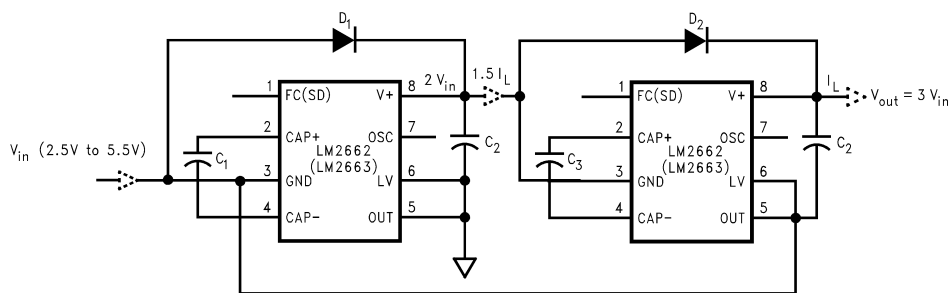 D1
D2
1
FC(SD)
V+
8
2 Vin
1.5 IL
1
FC(SD)
V+
8
IL
Vout = 3 Vin
2
CAP+
OSC
7
C2
2
CAP+
OSC
7
C2
Vin (2.5V to 5.5V)
C1
LM2662
(LM2663)
C3
LM2662
(LM2663)
3
GND
LV
6
3
GND
LV
6
4
CAP-
OUT
5
4
CAP-
OUT
5